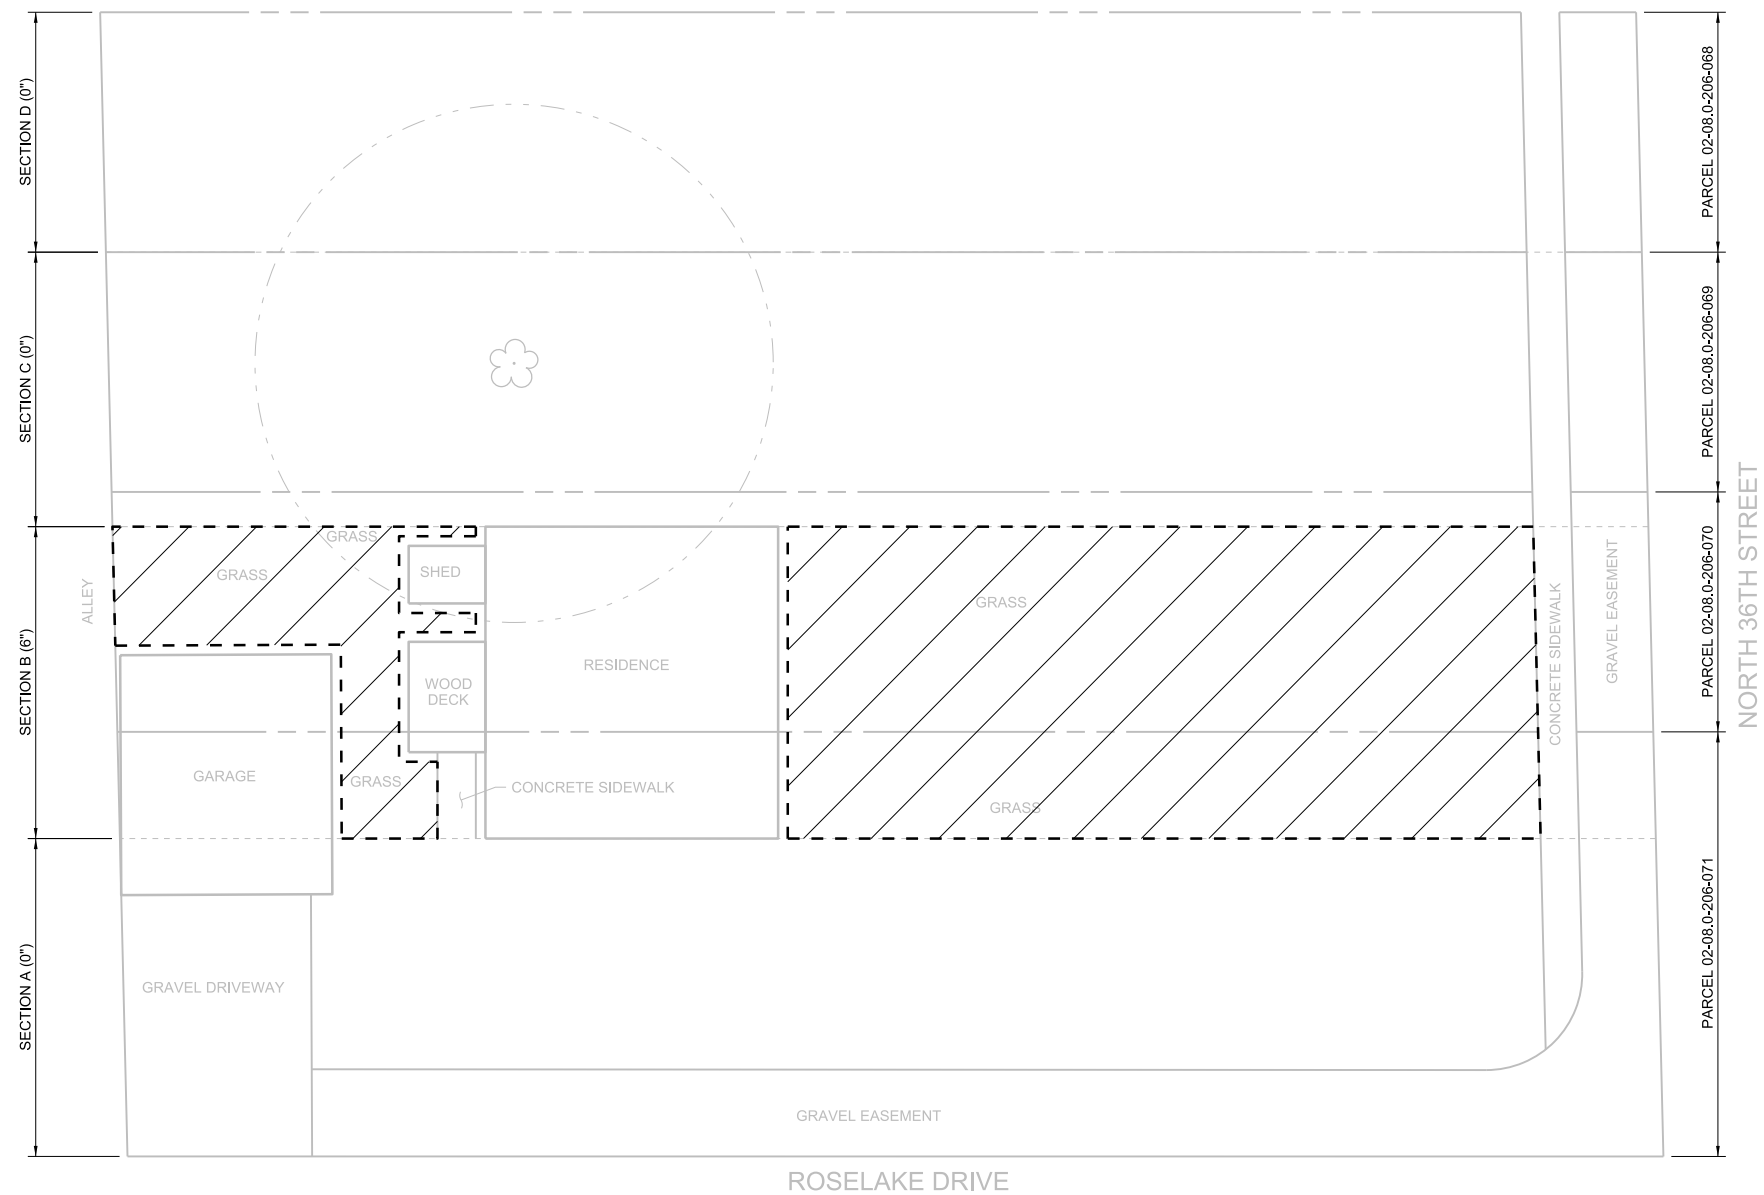 SECTION D (0")
SECTION C (0")
SECTION B (6")
SECTION A (0")
PARCEL 02-08.0-206-068
PARCEL 02-08.0-206-069
PARCEL 02-08.0-206-070
PARCEL 02-08.0-206-071
NORTH 36TH STREET
ALLEY
GRASS
GRASS
SHED
WOOD
DECK
RESIDENCE
GRASS
CONCRETE SIDEWALK
GRAVEL EASEMENT
GARAGE
GRASS
CONCRETE SIDEWALK
GRASS
GRAVEL DRIVEWAY
GRAVEL EASEMENT
ROSELAKE DRIVE